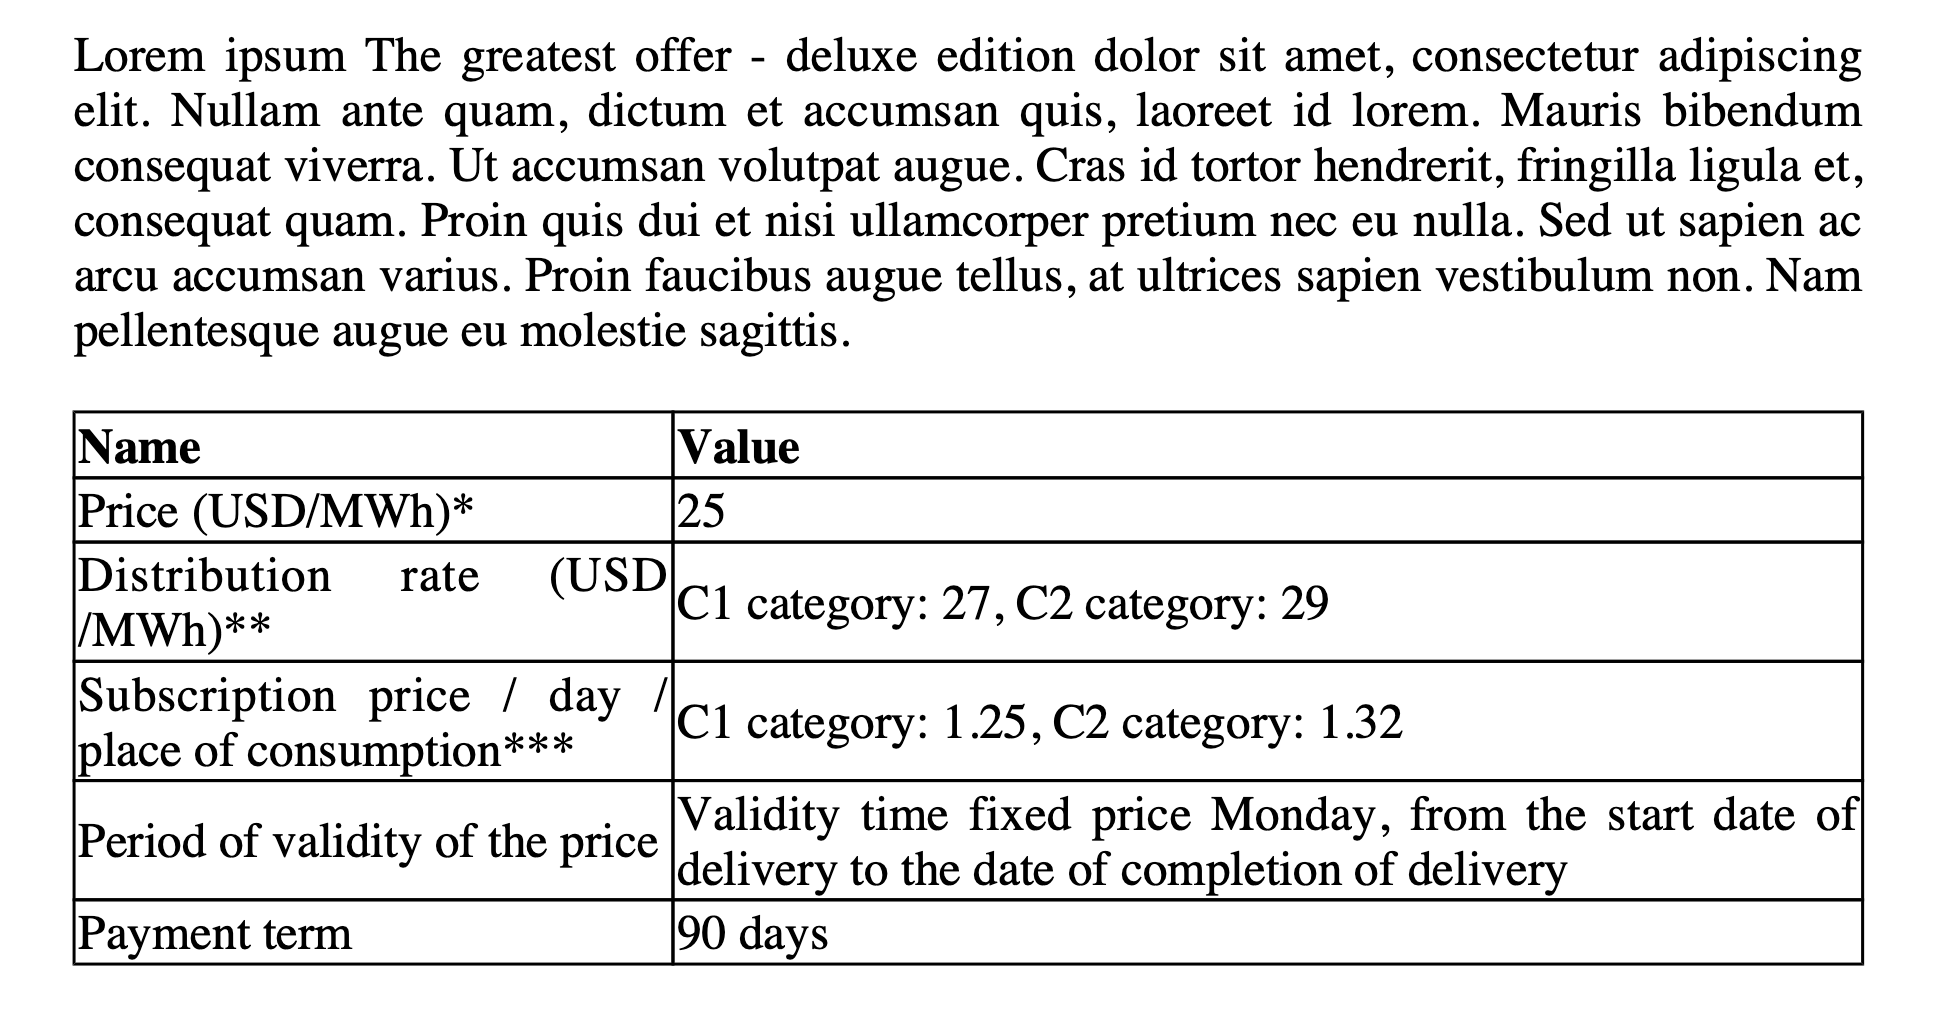 Lorem ipsum The greatest offer - deluxe edition dolor sit amet, consectetur adipiscing
elit. Nullam ante quam, dictum et accumsan quis, laoreet id lorem. Mauris bibendum
consequat viverra. Ut accumsan volutpat augue. Cras id tortor hendrerit, fringilla ligula et,
consequat quam. Proin quis dui et nisi ullamcorper pretium nec eu nulla. Sed ut sapien ac
arcu accumsan varius. Proin faucibus augue tellus, at ultrices sapien vestibulum non. Nam
pellentesque augue eu molestie sagittis.
Name Value
Price (USD/MWh)* 25
Distribution rate (USD
/MWh)**
C1 category: 27, C2 category: 29
Subscription price / day /
place of consumption***
C1 category: 1.25, C2 category: 1.32
Period of validity of the price
Validity time fixed price Monday, from the start date of
delivery to the date of completion of delivery
Payment term 90 days